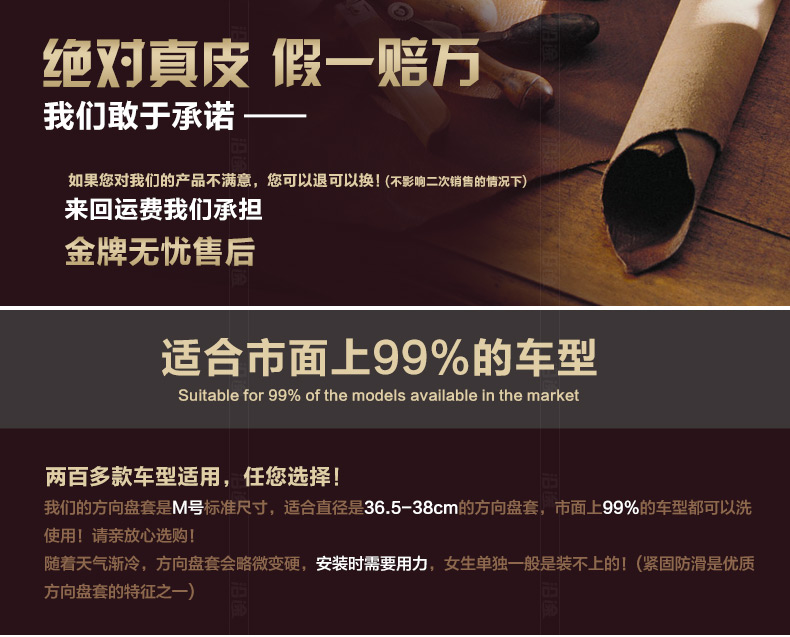 绝对真皮 假一赔万
我们敢于承诺 ——
如果您对我们的产品不满意，您可以退可以换！(不影响二次销售的情况下)
来回运费我们承担
金牌无忧售后
适合市面上99%的车型
Suitable for 99% of the models available in the market
两百多款车型适用，任您选择！
我们的方向盘套是M号标准尺寸，适合直径是36.5-38cm的方向盘套，市面上99%的车型都可以洗
使用！请亲放心选购！
随着天气渐冷，方向盘套会略微变硬，安装时需要用力，女生单独一般是装不上的！(紧固防滑是优质
方向盘套的特征之一)